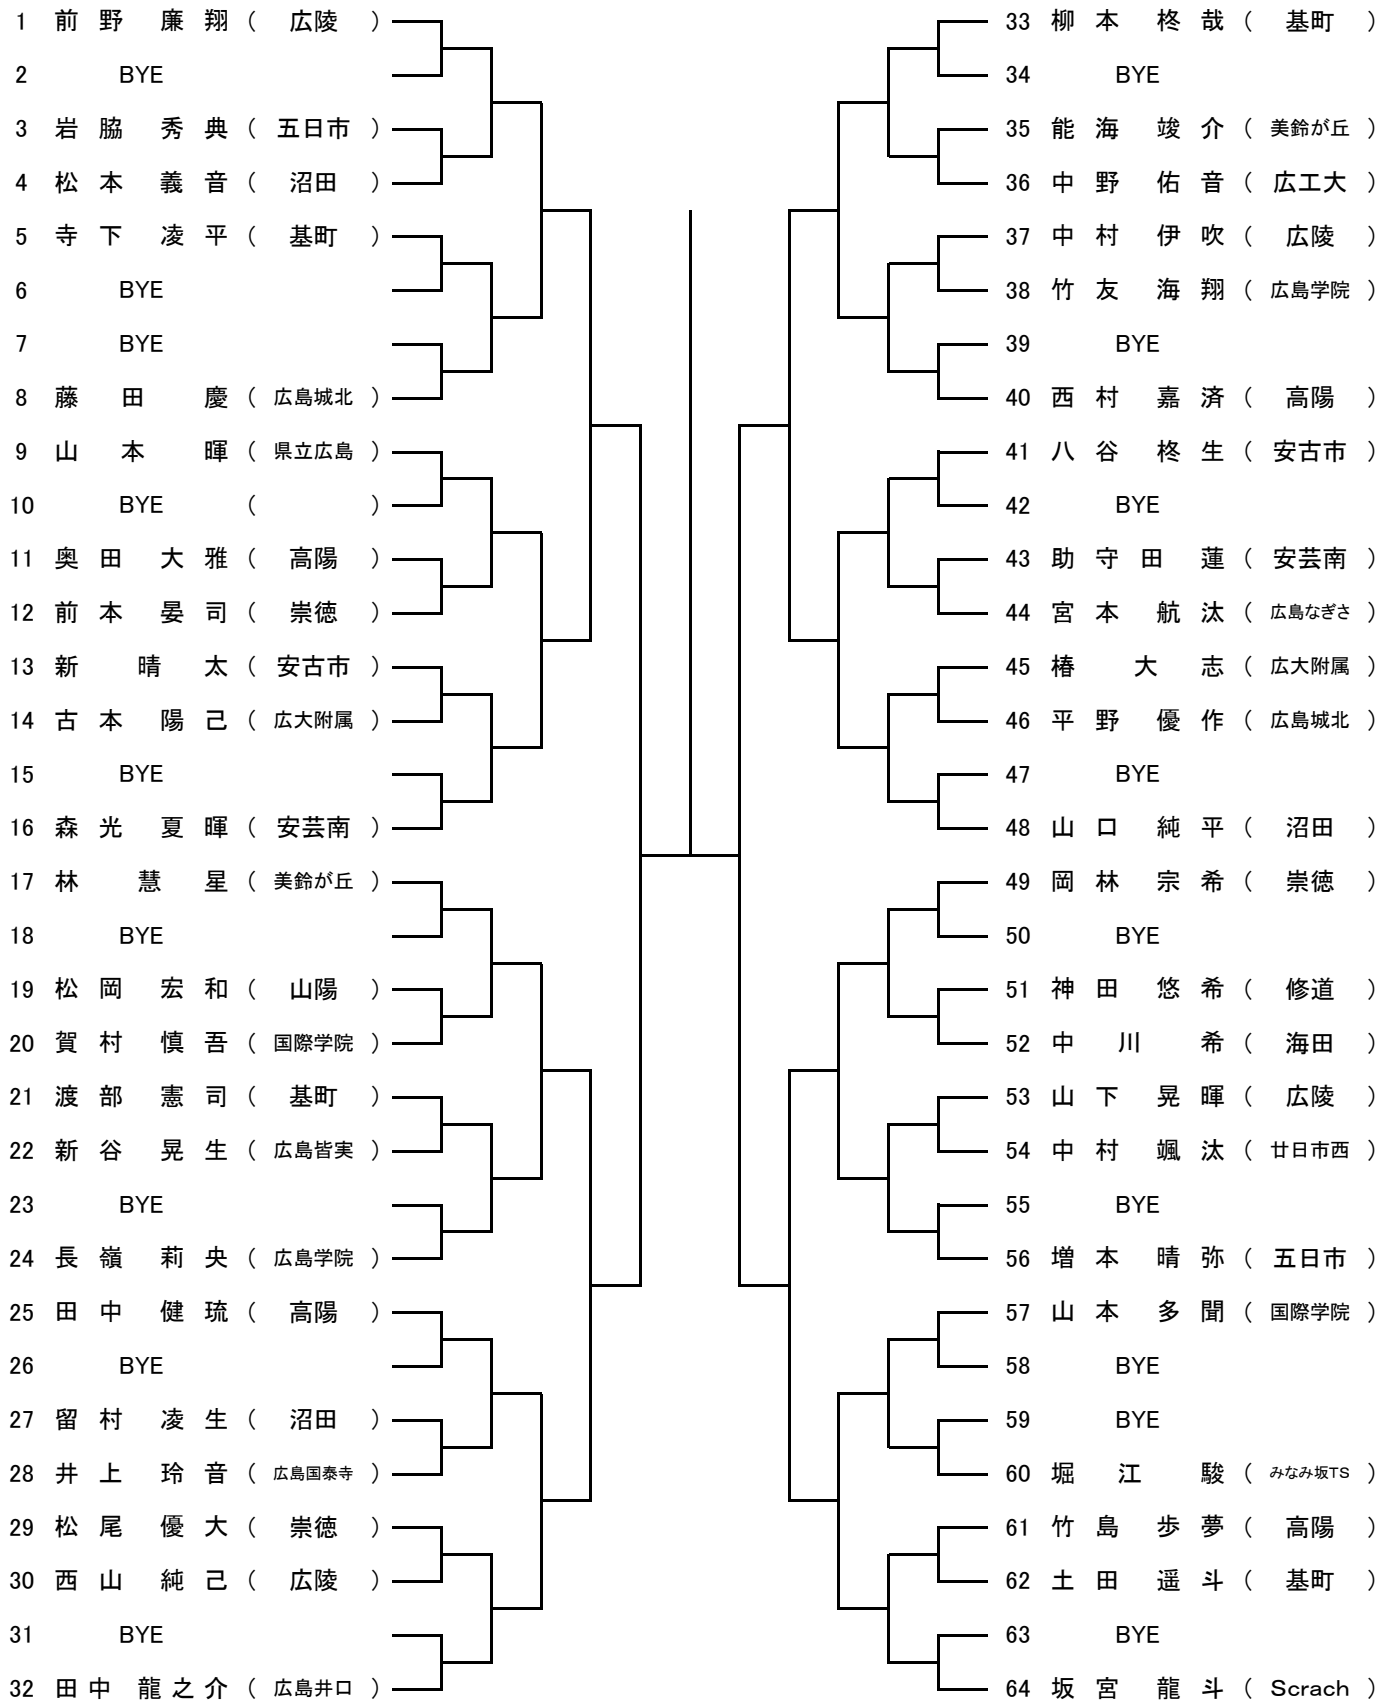 1 前野 廉翔 ( 広陵 )
2 BYE
3 岩脇 秀典 ( 五日市 )
4 松本 義音 ( 沼田 )
5 寺下 凌平 ( 基町 )
6 BYE
7 BYE
8 藤田 慶 ( 広島城北 )
9 山本 暉 ( 県立広島 )
10 BYE ( )
11 奥田 大雅 ( 高陽 )
12 前本 晏司 ( 崇徳 )
13 新 晴太 ( 安古市 )
14 古本 陽己 ( 広大附属 )
15 BYE
16 森光 夏暉 ( 安芸南 )
17 林 慧星 ( 美鈴が丘 )
18 BYE
19 松岡 宏和 ( 山陽 )
20 賀村 慎吾 ( 国際学院 )
21 渡部 憲司 ( 基町 )
22 新谷 晃生 ( 広島皆実 )
23 BYE
24 長嶺 莉央 ( 広島学院 )
25 田中 健琉 ( 高陽 )
26 BYE
27 留村 凌生 ( 沼田 )
28 井上 玲音 ( 広島国泰寺 )
29 松尾 優大 ( 崇徳 )
30 西山 純己 ( 広陵 )
31 BYE
32 田中 龍之介 ( 広島井口 )
33 柳本 柊哉 ( 基町 )
34 BYE
35 能海 竣介 ( 美鈴が丘 )
36 中野 佑音 ( 広工大 )
37 中村 伊吹 ( 広陵 )
38 竹友 海翔 ( 広島学院 )
39 BYE
40 西村 嘉済 ( 高陽 )
41 八谷 柊生 ( 安古市 )
42 BYE
43 助守田 蓮 ( 安芸南 )
44 宮本 航汰 ( 広島なぎさ )
45 椿 大志 ( 広大附属 )
46 平野 優作 ( 広島城北 )
47 BYE
48 山口 純平 ( 沼田 )
49 岡林 宗希 ( 崇徳 )
50 BYE
51 神田 悠希 ( 修道 )
52 中川 希 ( 海田 )
53 山下 晃暉 ( 広陵 )
54 中村 颯汰 ( 廿日市西 )
55 BYE
56 増本 晴弥 ( 五日市 )
57 山本 多聞 ( 国際学院 )
58 BYE
59 BYE
60 堀江 駿 ( みなみ坂TS )
61 竹島 歩夢 ( 高陽 )
62 土田 遥斗 ( 基町 )
63 BYE
64 坂宮 龍斗 ( Scrach )